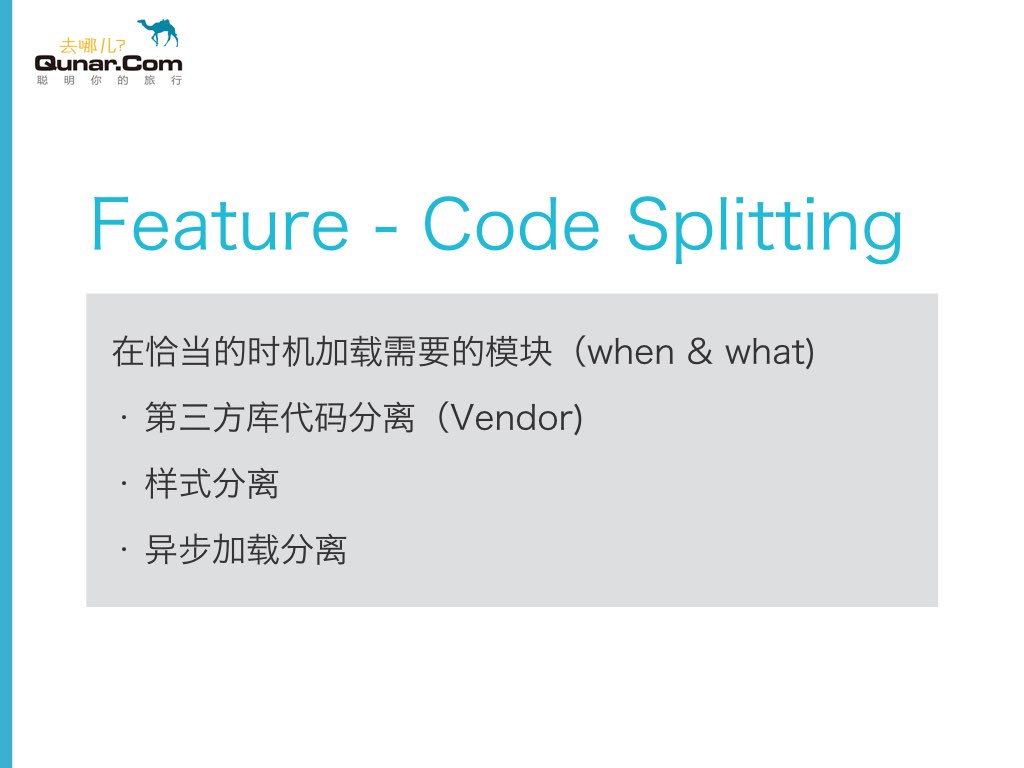 去哪儿?
Qunar.Com
聪明你的旅行
Feature - Code Splitting
在恰当的时机加载需要的模块（when & what)
· 第三方库代码分离（Vendor)
· 样式分离
· 异步加载分离